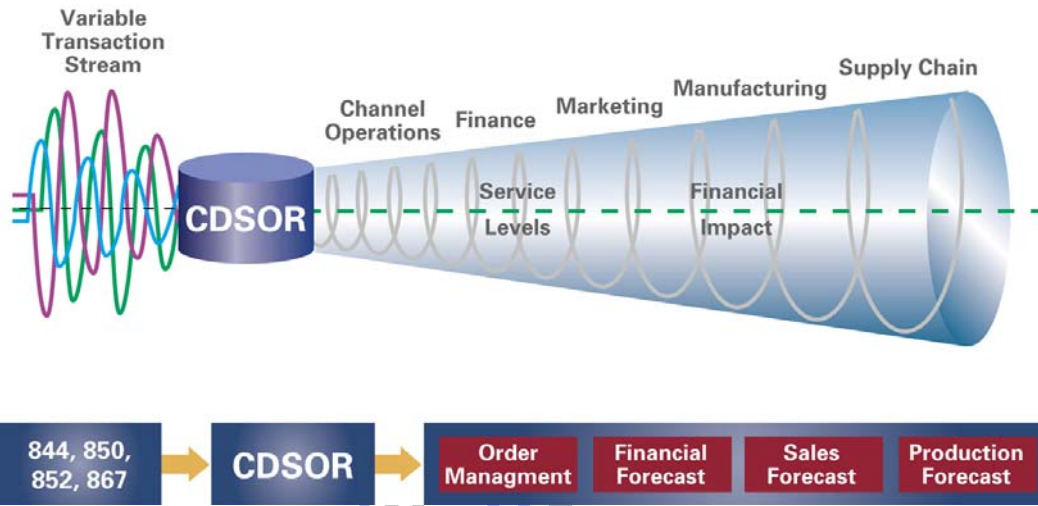 Variable
Transaction
Stream
Channel
Operations
Finance
Marketing
Manufacturing
Supply Chain
CDSOR
Service
Levels
Financial
Impact
844, 850,
852, 867
CDSOR
Order
Managment
Financial
Forecast
Sales
Forecast
Production
Forecast